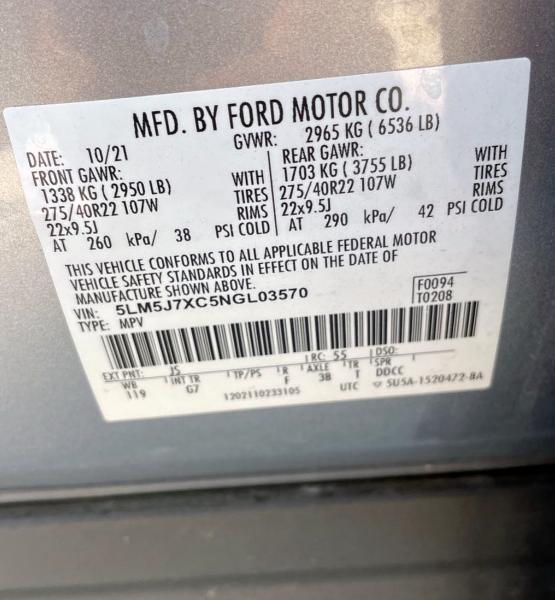 MFD. BY FORD MOTOR CO.
DATE: 10/21 GVWR: 2965 KG ( 6536 LB)
FRONT GAWR: REAR GAWR:
1338 KG ( 2950 LB) WITH 1703 KG ( 3755 LB) WITH
275/40R22 107W TIRES 275/40R22 107W TIRES
22x9.5J RIMS 22x9.5J RIMS
AT 260 kPa/ 38 PSI COLD AT 290 kPa/ 42 PSI COLD
THIS VEHICLE CONFORMS TO ALL APPLICABLE FEDERAL MOTOR
VEHICLE SAFETY STANDARDS IN EFFECT ON THE DATE OF
MANUFACTURE SHOWN ABOVE.
VIN: 5LM5J7XC5NGL03570 F0094
TYPE: MPV T0208
EXT PNT: J5 RC: 55 DSO:
WB INT TR TP/PS R AXLE TR SPR
119 G7 F 38 T DDCC
1202110233105 UTC 5U5A-1520472-BA